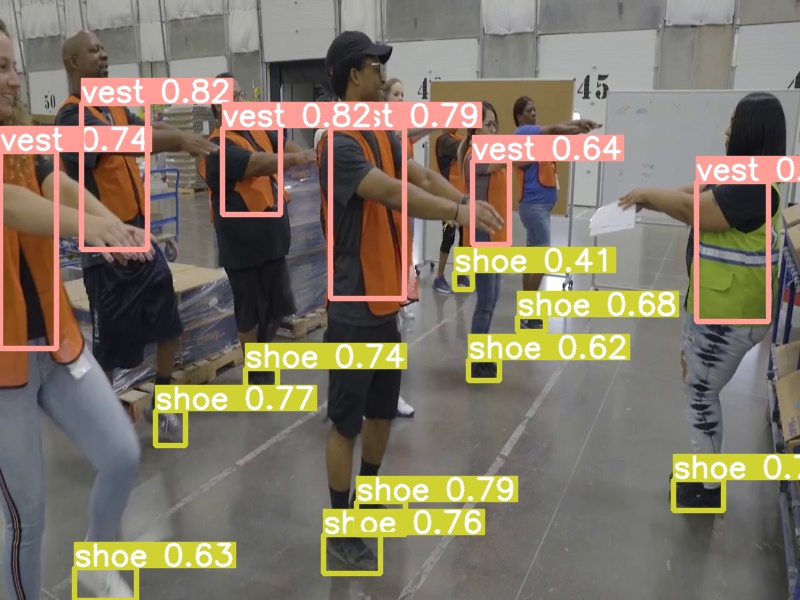 45
50
vest 0.82
vest 0.82
st 0.79
vest 0.74
vest 0.64
vest 0.
shoe 0.41
shoe 0.68
shoe 0.62
shoe 0.74
shoe 0.77
shoe 0.7
shoe 0.79
shoe 0.76
shoe 0.63